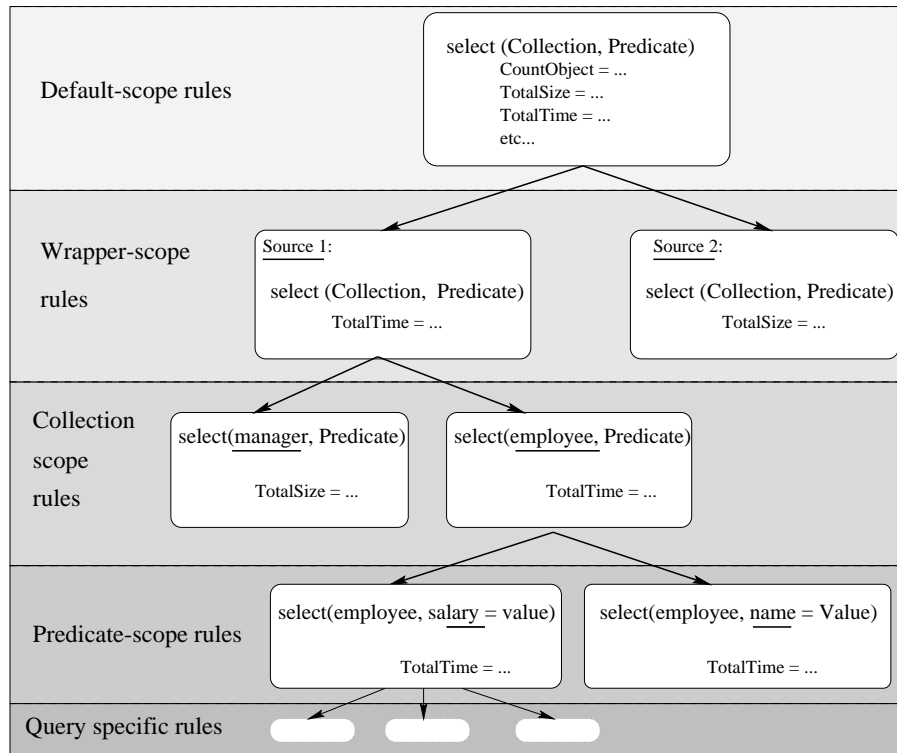 select (Collection, Predicate)
CountObject = ...
TotalSize = ...
TotalTime = ...
etc...
Default-scope rules
Wrapper-scope
rules
Source 1:
select (Collection, Predicate)
TotalTime = ...
Source 2:
select (Collection, Predicate)
TotalSize = ...
Collection
scope
rules
select(manager, Predicate)
TotalSize = ...
select(employee, Predicate)
TotalTime = ...
Predicate-scope rules
select(employee, salary = value)
TotalTime = ...
select(employee, name = Value)
TotalTime = ...
Query specific rules